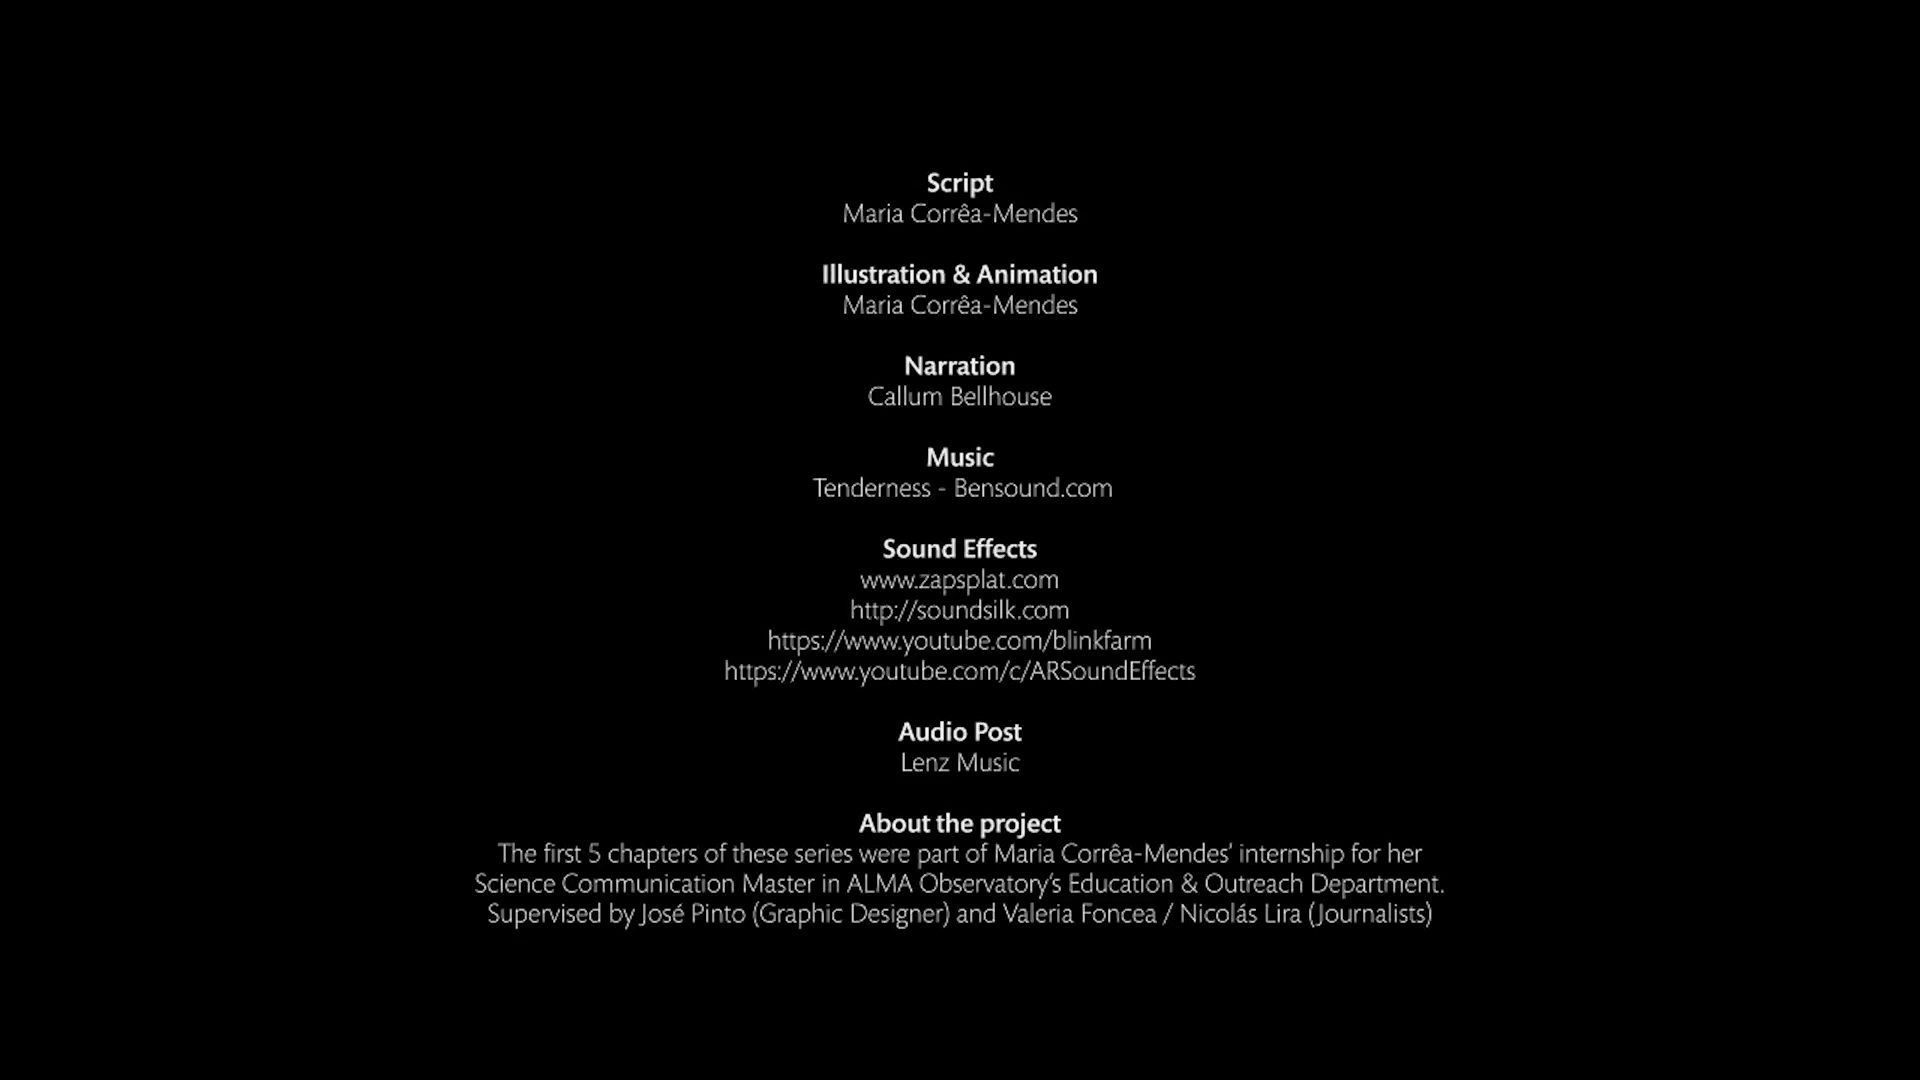 Script
Maria Corrêa-Mendes
Illustration & Animation
Maria Corrêa-Mendes
Narration
Callum Bellhouse
Music
Tenderness - Bensound.com
Sound Effects
www.zapsplat.com
http://soundsilk.com
https://www.youtube.com/blinkfarm
https://www.youtube.com/c/ARSoundEffects
Audio Post
Lenz Music
About the project
The first 5 chapters of these series were part of Maria Corrêa-Mendes’ internship for her
Science Communication Master in ALMA Observatory’s Education & Outreach Department.
Supervised by José Pinto (Graphic Designer) and Valeria Foncea / Nicolás Lira (Journalists)